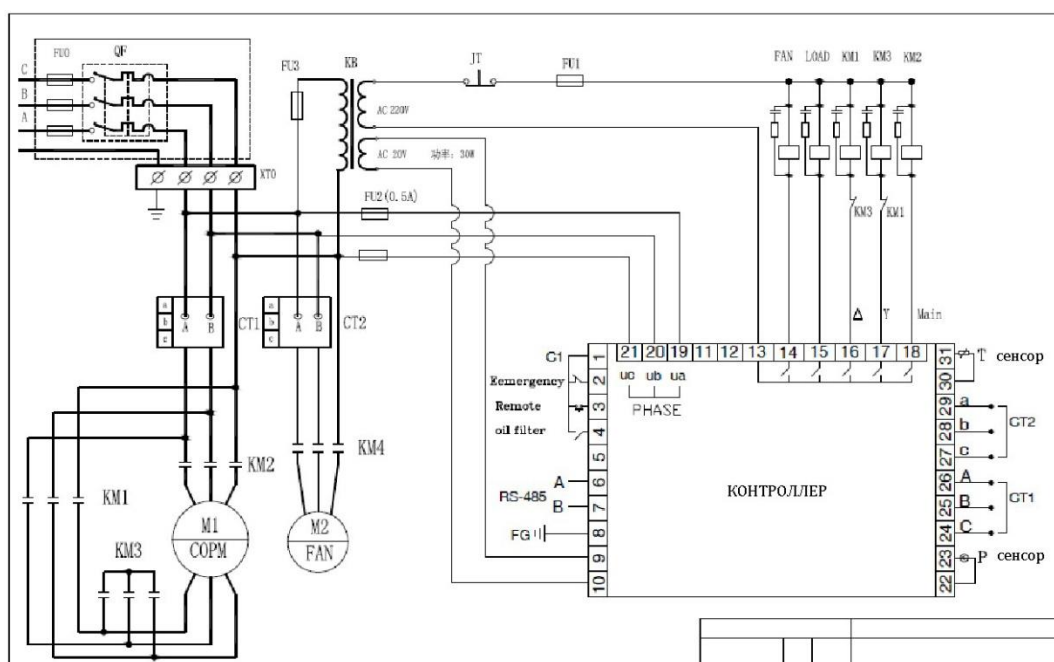 FU0 QF
C
B
A
XT0
FU3
KB
AC 220V
AC 20V 功率: 30W
JT
FU1
FAN LOAD KM1 KM3 KM2
KM3
KM1
Δ Y Main
FU2(0.5A)
a
b
c
A B
CT1
a
b
c
A B
CT2
KM2
KM4
KM1
KM3
M1
COPM
M2
FAN
G1
Eemergency
Remote
oil filter
A
RS-485
B
FG
1
2
3
4
5
6
7
8
9
10
21 20 19 11 12 13 14 15 16 17 18
uc ub ua
PHASE
КОНТРОЛЛЕР
31 T сенсор
30
29 a
28 b CT2
27 c
26 A
25 B CT1
24 C
23 P сенсор
22